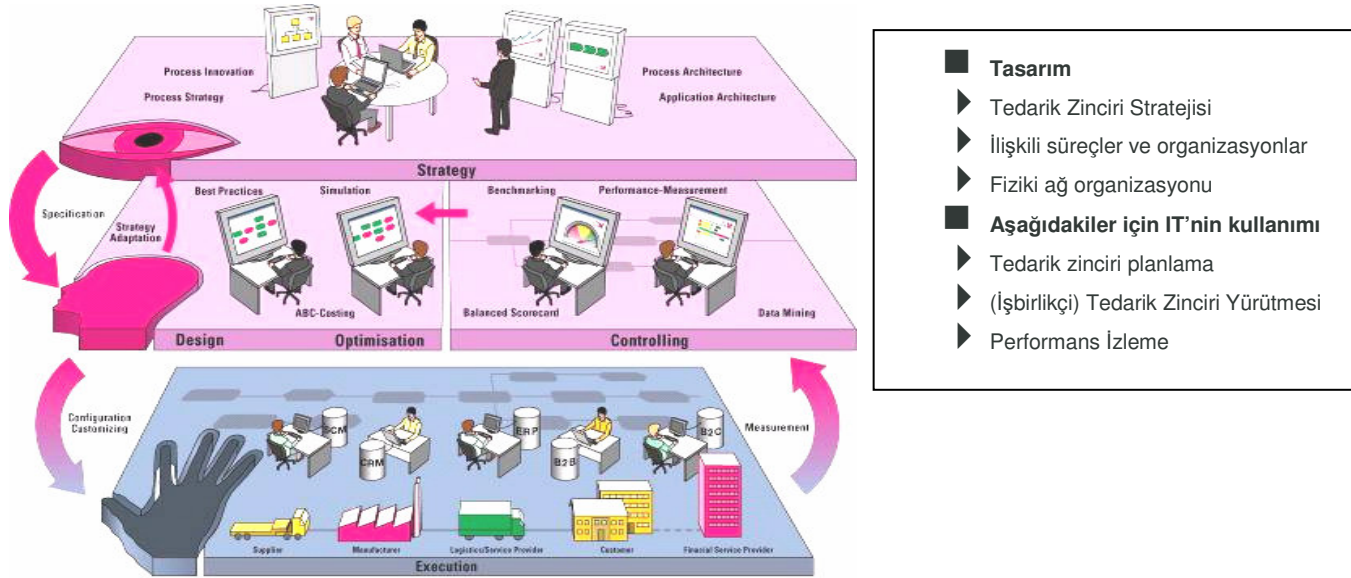 Process Innovation
Process Strategy
Process Architecture
Application Architecture
Strategy
Specification
Strategy
Adaptation
Best Practices
Simulation
Benchmarking
Performance-Measurement
ABC-Costing
Balanced Scorecard
Data Mining
Design
Optimisation
Controlling
Configuration
Customizing
Measurement
SCM
CRM
ERP
B2B
B2C
Supplier
Manufacturer
Logistics/Service Provider
Customer
Financial Service Provider
Execution
Tasarım
Tedarik Zinciri Stratejisi
İlişkili süreçler ve organizasyonlar
Fiziki ağ organizasyonu
Aşağıdakiler için IT’nin kullanımı
Tedarik zinciri planlama
(İşbirlikçi) Tedarik Zinciri Yürütmesi
Performans İzleme